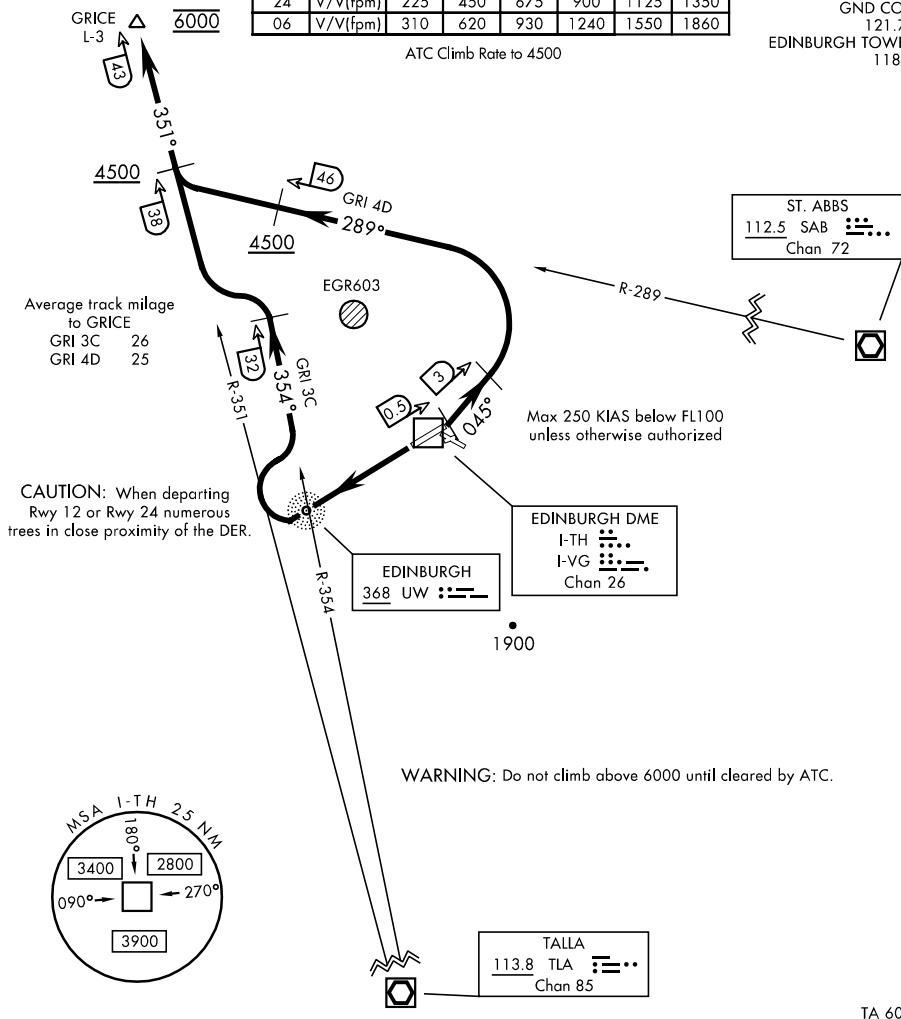 24 V/V(fpm) 225 450 675 900 1125 1350
06 V/V(fpm) 310 620 930 1240 1550 1860
ATC Climb Rate to 4500
GND CO
121.7
EDINBURGH TOW
118
GRICE
L-3
6000
43
351°
4500
38
46
GRI 4D
289°
4500
ST. ABBS
112.5 SAB
Chan 72
R-289
EGR603
Average track milage
to GRICE
GRI 3C 26
GRI 4D 25
32
GRI 3C
354°
R-351
3
0.5
045°
Max 250 KIAS below FL100
unless otherwise authorized
CAUTION: When departing
Rwy 12 or Rwy 24 numerous
trees in close proximity of the DER.
EDINBURGH DME
I-TH
I-VG
Chan 26
EDINBURGH
368 UW
R-354
1900
WARNING: Do not climb above 6000 until cleared by ATC.
MSA I-TH 25 NM
180°
3400
2800
090°
270°
3900
TALLA
113.8 TLA
Chan 85
TA 60